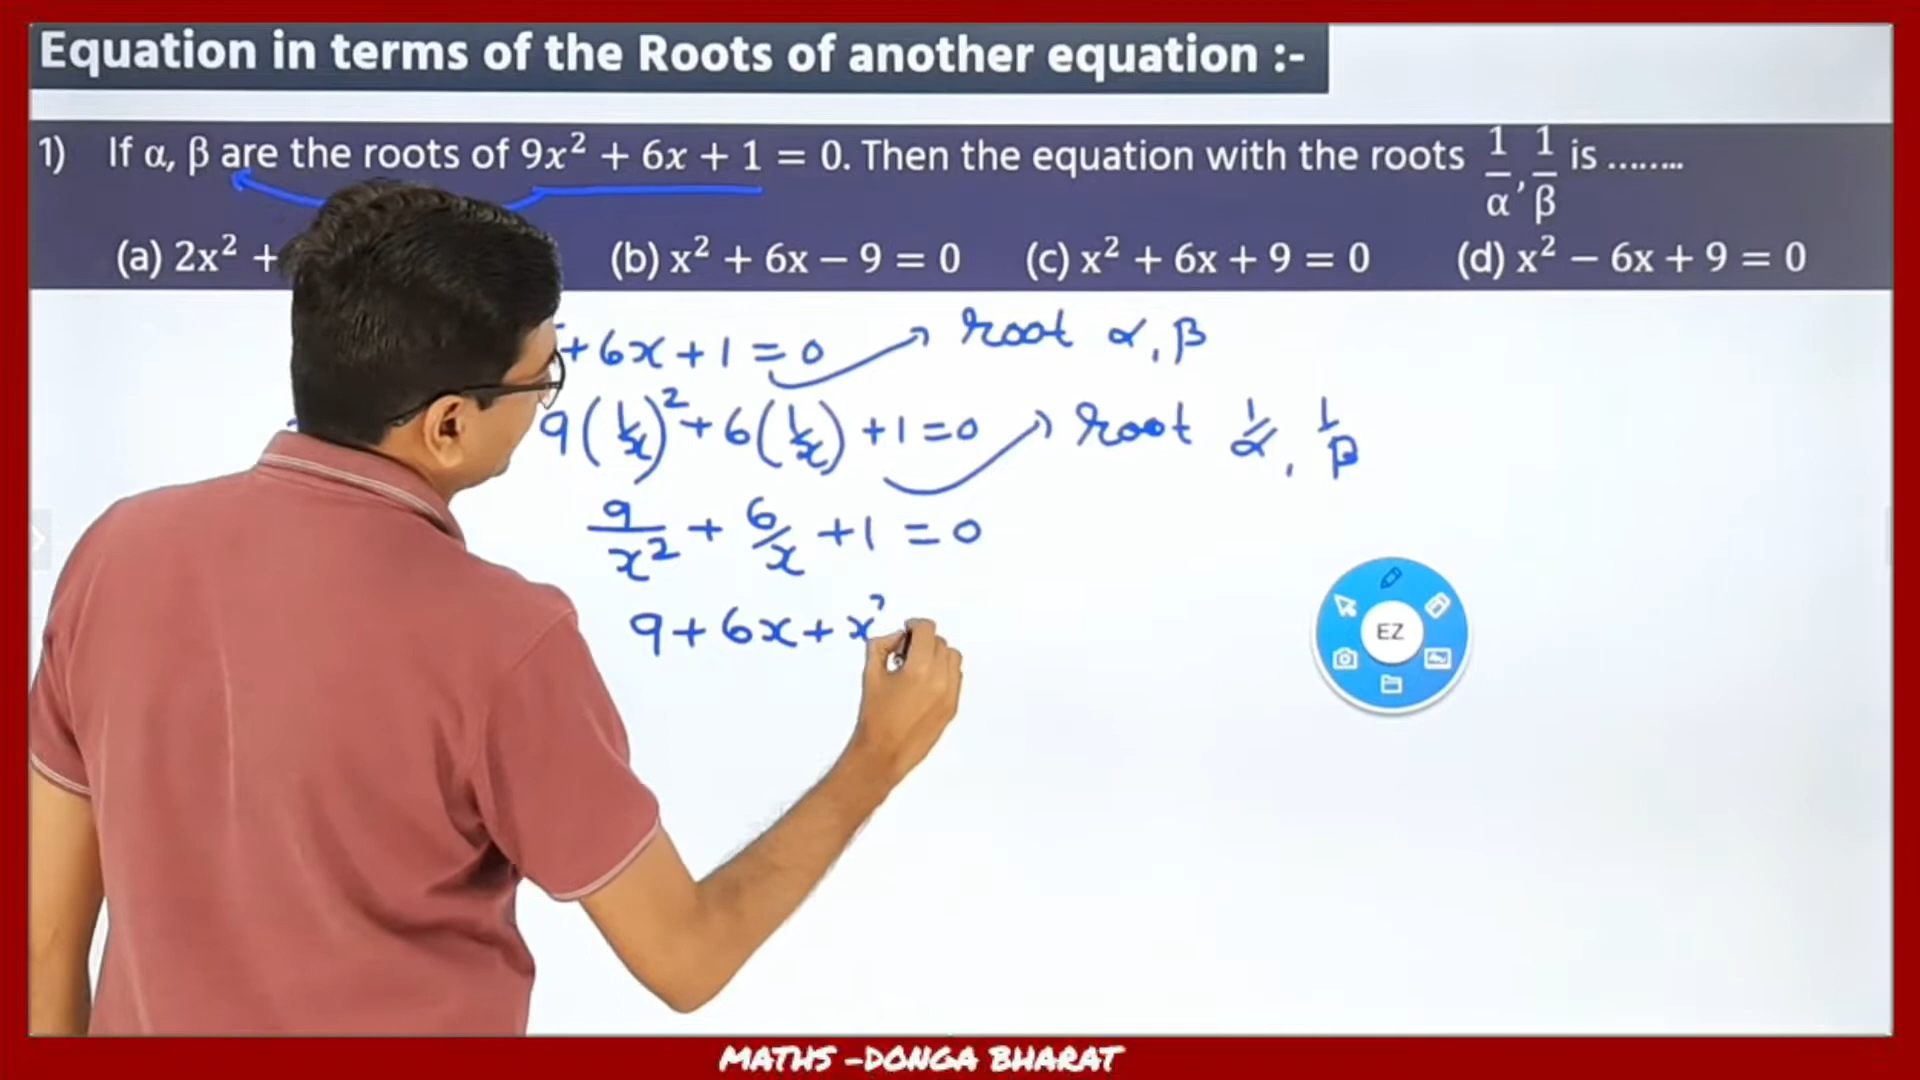 Equation in terms of the Roots of another equation :-
1) If α, β are the roots of 9x² + 6x + 1 = 0. Then the equation with the roots 1/α, 1/β is ........
(a) 2x² + (b) x² + 6x − 9 = 0 (c) x² + 6x + 9 = 0 (d) x² − 6x + 9 = 0
+6x+1=0 root α, β
9(1/x)²+6(1/x)+1=0 root 1/α, 1/β
9/x² + 6/x +1 = 0
9+6x+x²
EZ
MATHS -DONGA BHARAT